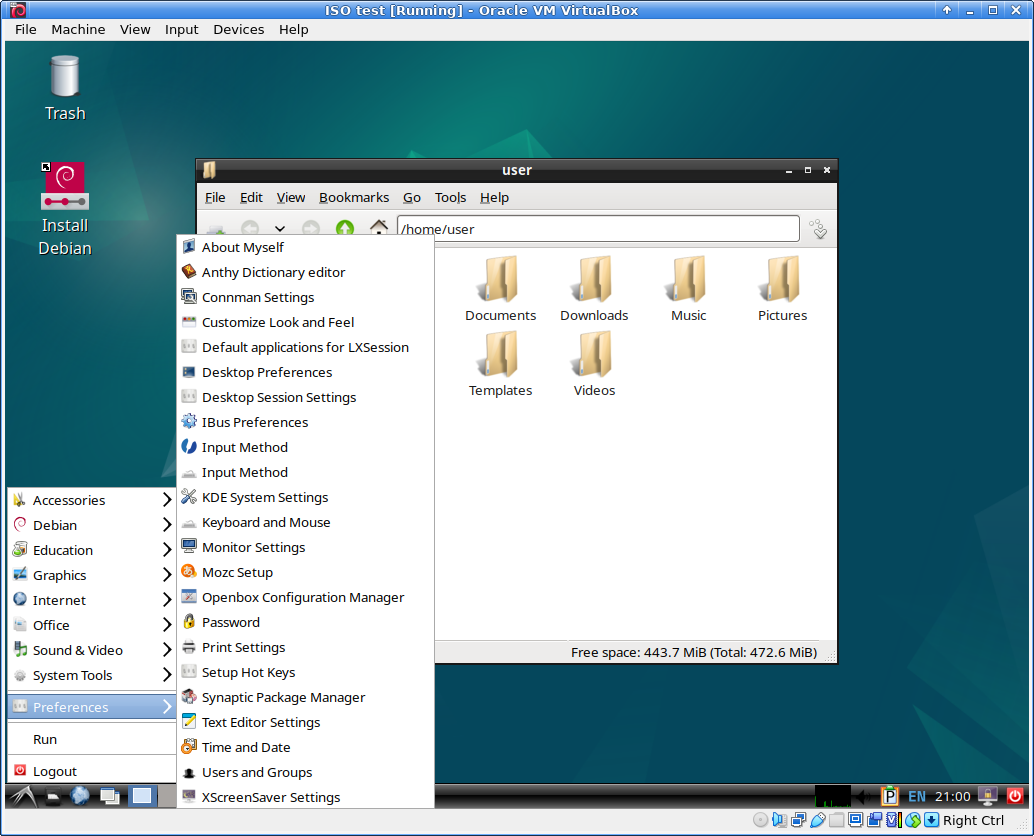 ISO test [Running] - Oracle VM VirtualBox
File Machine View Input Devices Help
Trash
Install
Debian
user
File Edit View Bookmarks Go Tools Help
/home/user
Documents Downloads Music Pictures
Templates Videos
Free space: 443.7 MiB (Total: 472.6 MiB)
About Myself
Anthy Dictionary editor
Connman Settings
Customize Look and Feel
Default applications for LXSession
Desktop Preferences
Desktop Session Settings
IBus Preferences
Input Method
Input Method
KDE System Settings
Keyboard and Mouse
Monitor Settings
Mozc Setup
Openbox Configuration Manager
Password
Print Settings
Setup Hot Keys
Synaptic Package Manager
Text Editor Settings
Time and Date
Users and Groups
XScreenSaver Settings
Accessories
Debian
Education
Graphics
Internet
Office
Sound & Video
System Tools
Preferences
Run
Logout
P EN 21:00
Right Ctrl